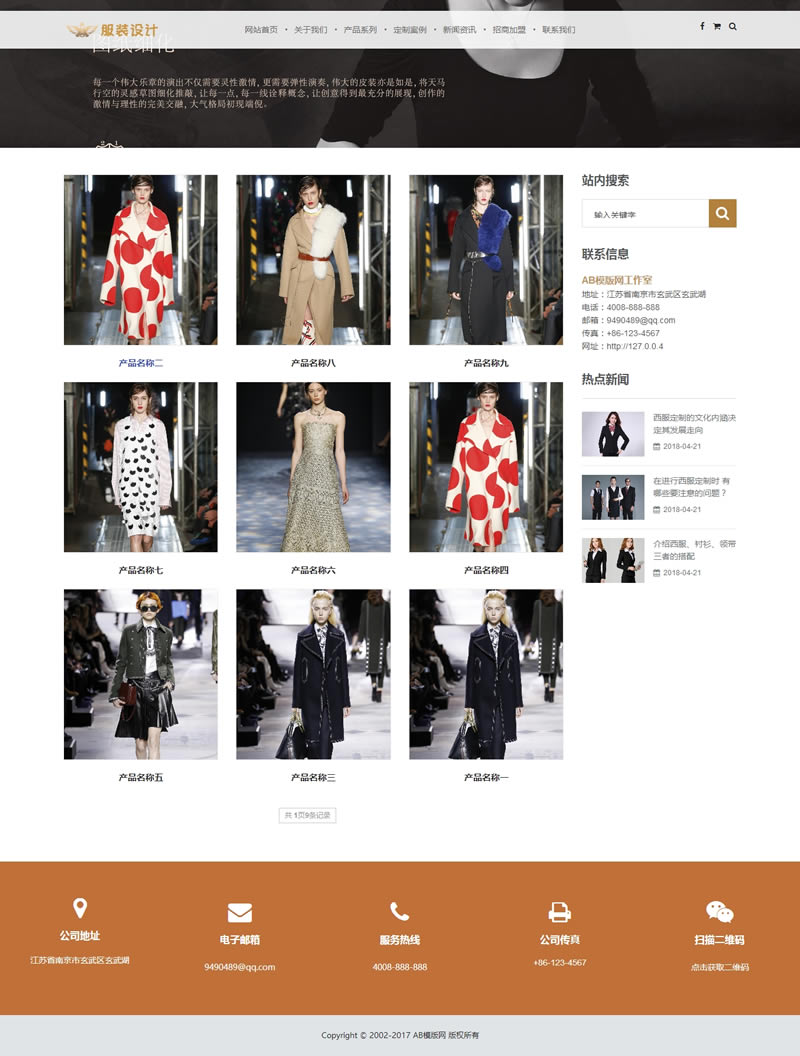 服装设计
网站首页 • 关于我们 • 产品系列 • 定制案例 • 新闻资讯 • 招商加盟 • 联系我们
图纸细化
每一个伟大乐章的演出不仅需要灵性激情, 更需要弹性演奏, 伟大的皮装亦是如是, 将天马
行空的灵感草图细化推敲, 让每一点, 每一线诠释概念, 让创意得到最充分的展现, 创作的
激情与理性的完美交融, 大气格局初现端倪。
产品名称二
产品名称八
产品名称九
产品名称七
产品名称六
产品名称四
产品名称五
产品名称三
产品名称一
共 1页9条记录
站内搜索
输入关键字
联系信息
AB模版网工作室
地址：江苏省南京市玄武区玄武湖
电话：4008-888-888
邮箱：9490489@qq.com
传真：+86-123-4567
网址：http://127.0.0.4
热点新闻
西服定制的文化内涵决
定其发展走向
2018-04-21
在进行西服定制时 有
哪些要注意的问题？
2018-04-21
介绍西服、衬衫、领带
三者的搭配
2018-04-21
公司地址
江苏省南京市玄武区玄武湖
电子邮箱
9490489@qq.com
服务热线
4008-888-888
公司传真
+86-123-4567
扫描二维码
点击获取二维码
Copyright © 2002-2017 AB模版网 版权所有